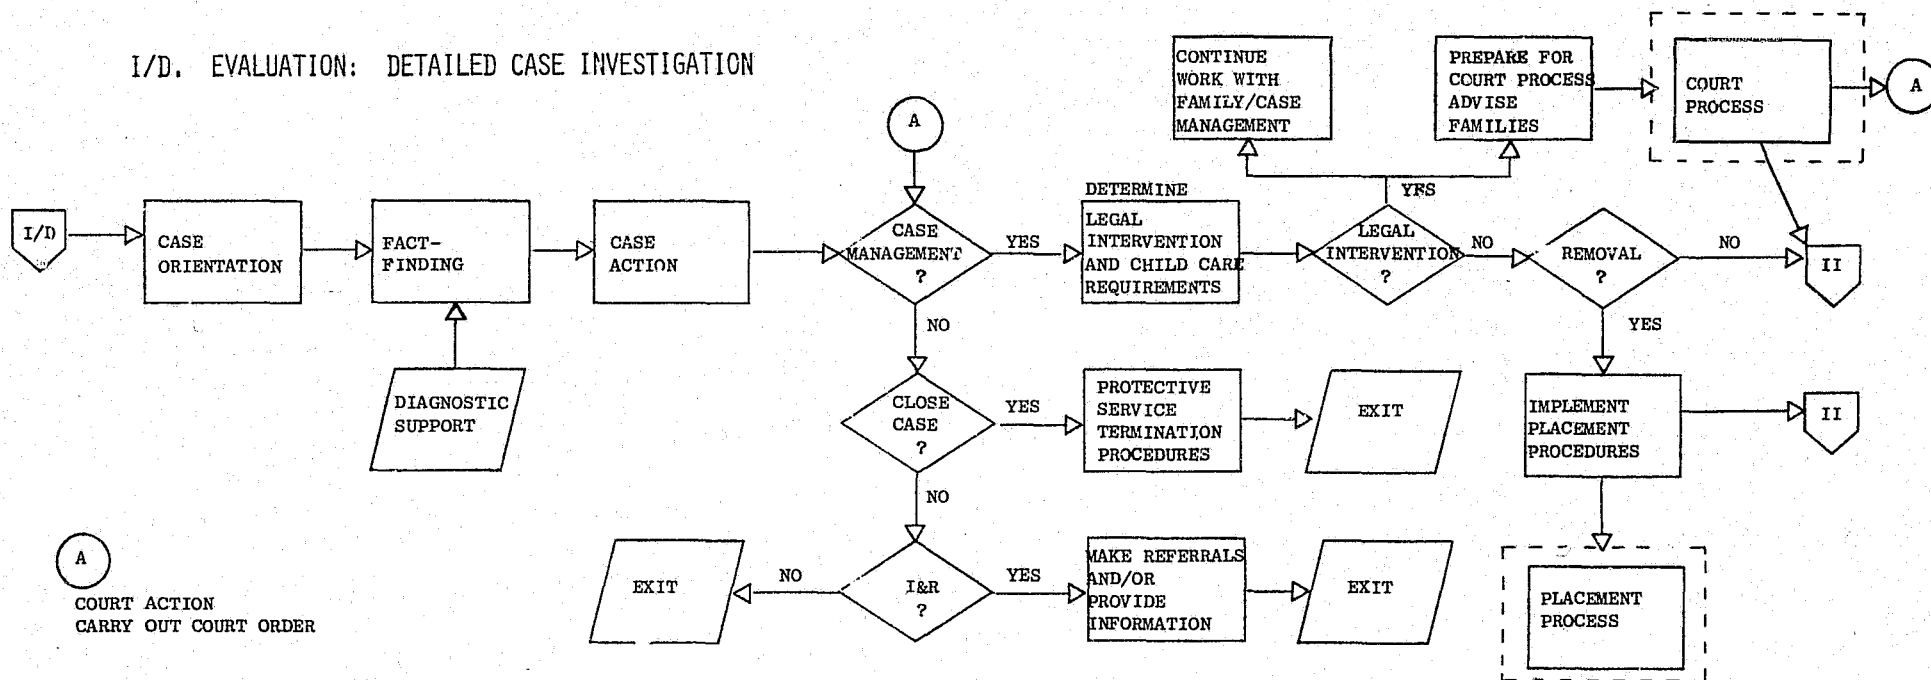 I/D. EVALUATION: DETAILED CASE INVESTIGATION
CONTINUE
WORK WITH
FAMILY/CASE
MANAGEMENT
PREPARE FOR
COURT PROCESS
ADVISE
FAMILIES
COURT
PROCESS
A
A
I/D
CASE
ORIENTATION
FACT-
FINDING
CASE
ACTION
CASE
MANAGEMENT
?
YES
DETERMINE
LEGAL
INTERVENTION
AND CHILD CARE
REQUIREMENTS
YES
LEGAL
INTERVENTION
?
NO
REMOVAL
?
NO
II
NO
YES
DIAGNOSTIC
SUPPORT
CLOSE
CASE
?
YES
PROTECTIVE
SERVICE
TERMINATION
PROCEDURES
EXIT
IMPLEMENT
PLACEMENT
PROCEDURES
II
NO
EXIT
NO
I&R
?
YES
MAKE REFERRALS
AND/OR
PROVIDE
INFORMATION
EXIT
PLACEMENT
PROCESS
A
COURT ACTION
CARRY OUT COURT ORDER